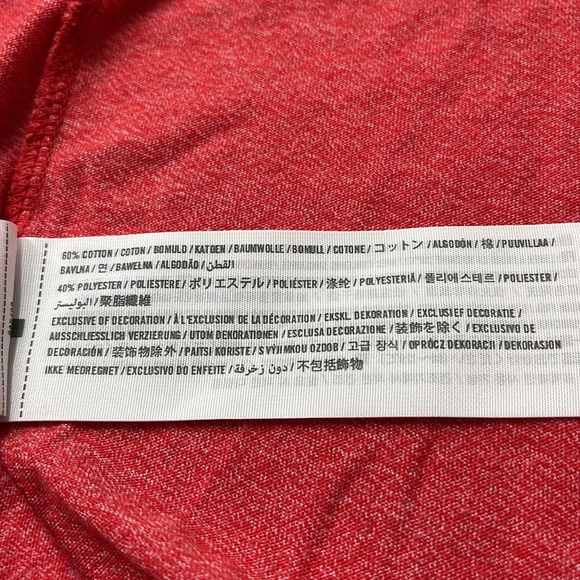 60% COTTON / COTON / BOMULD / KATOEN / BAUMWOLLE / BOMULL / COTONE / コットン / ALGODÓN / 棉 / PUUVILLAA /
BAVLNA / 면 / BAWEŁNA / ALGODÃO / القطن
40% POLYESTER / POLIESTERE / ポリエステル / POLIÉSTER / 涤纶 / POLYESTERIÄ / 폴리에스테르 / POLIESTER
البوليستر / 聚脂纖維
EXCLUSIVE OF DECORATION / À L'EXCLUSION DE LA DÉCORATION / EKSKL. DEKORATION / EXCLUSIEF DECORATIE /
AUSSCHLIESSLICH VERZIERUNG / UTOM DEKORATIONEN / ESCLUSA DECORAZIONE / 装飾を除く / EXCLUSIVO DE
DECORACIÓN / 装饰物除外 / PAITSI KORISTE / S VÝJIMKOU OZDOB / 고급 장식 / OPRÓCZ DEKORACJI / DEKORASJON
IKKE MEDREGNET / EXCLUSIVO DO ENFEITE / دون زخرفة / 不包括飾物